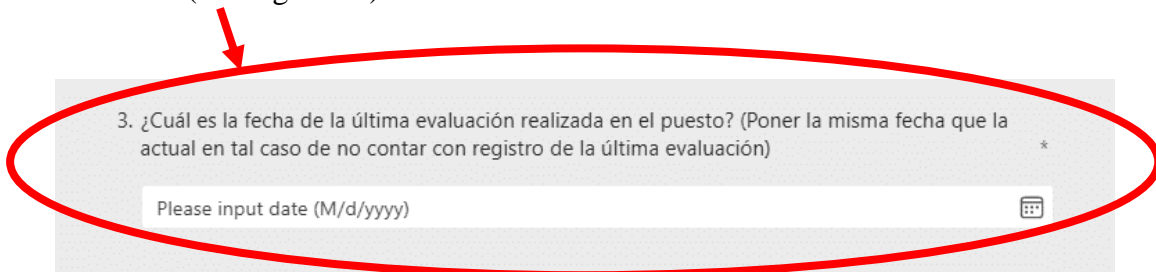 3. ¿Cuál es la fecha de la última evaluación realizada en el puesto? (Poner la misma fecha que la
actual en tal caso de no contar con registro de la última evaluación) *
Please input date (M/d/yyyy)